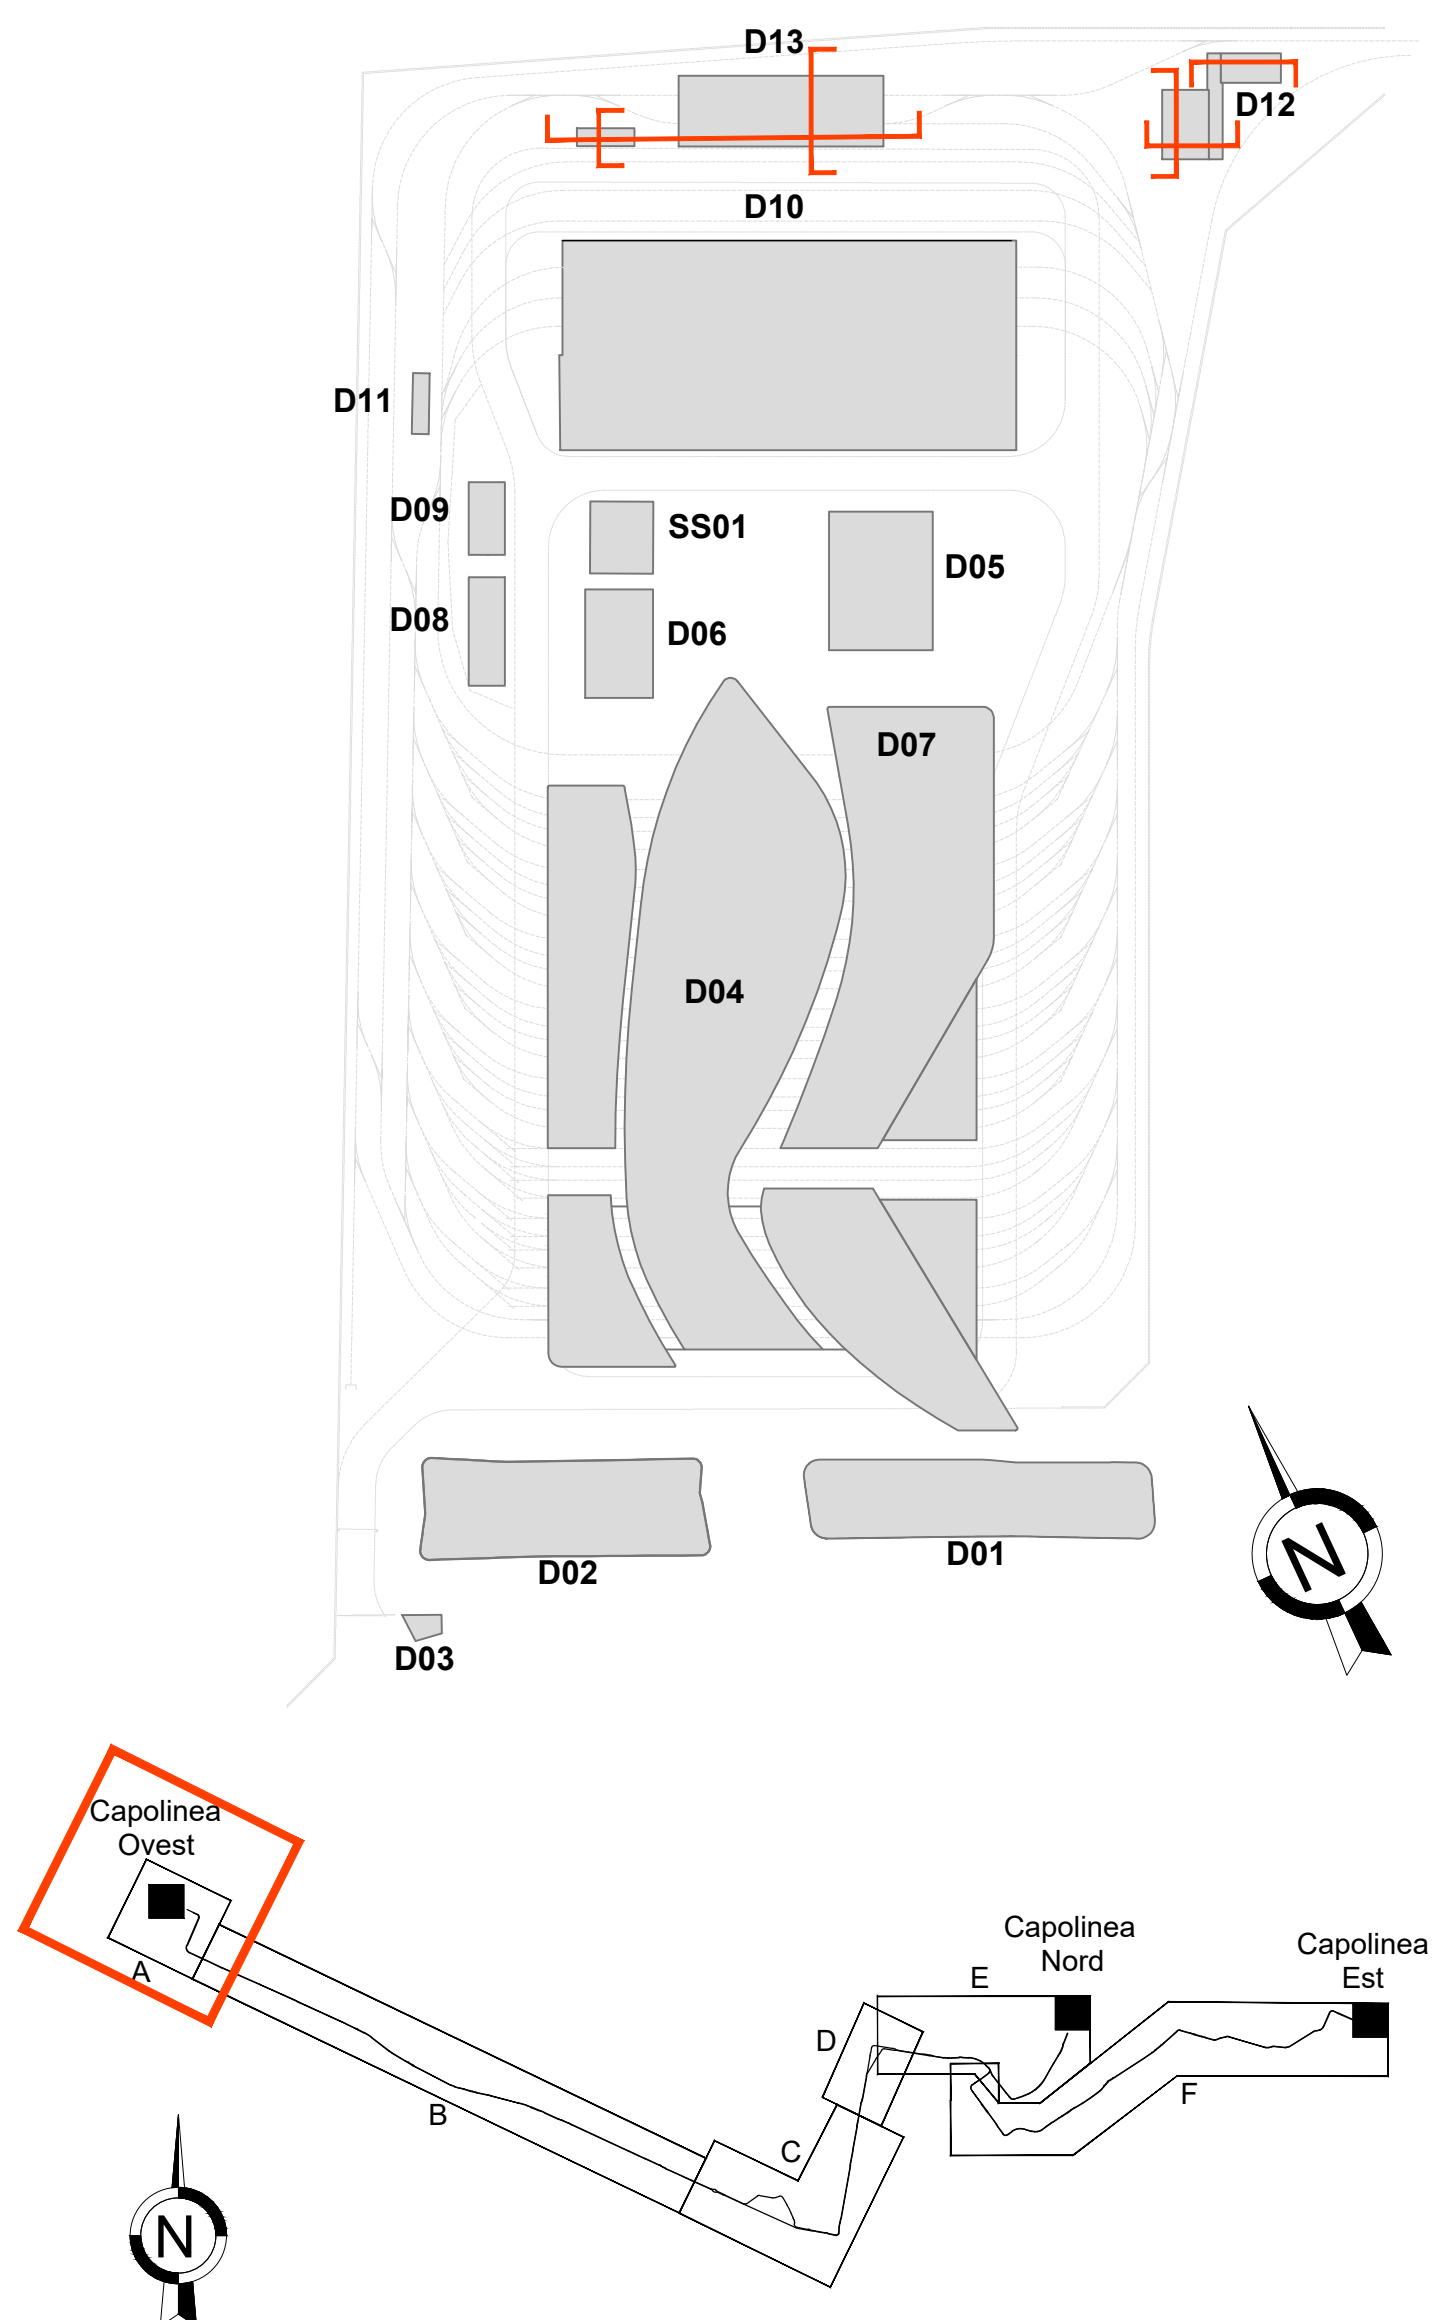 D13
D12
D10
D11
D09
SS01
D05
D08
D06
D07
D04
D01
D02
N
D03
Capolinea
Ovest
A
B
C
D
E
Capolinea
Nord
Capolinea
Est
F
N